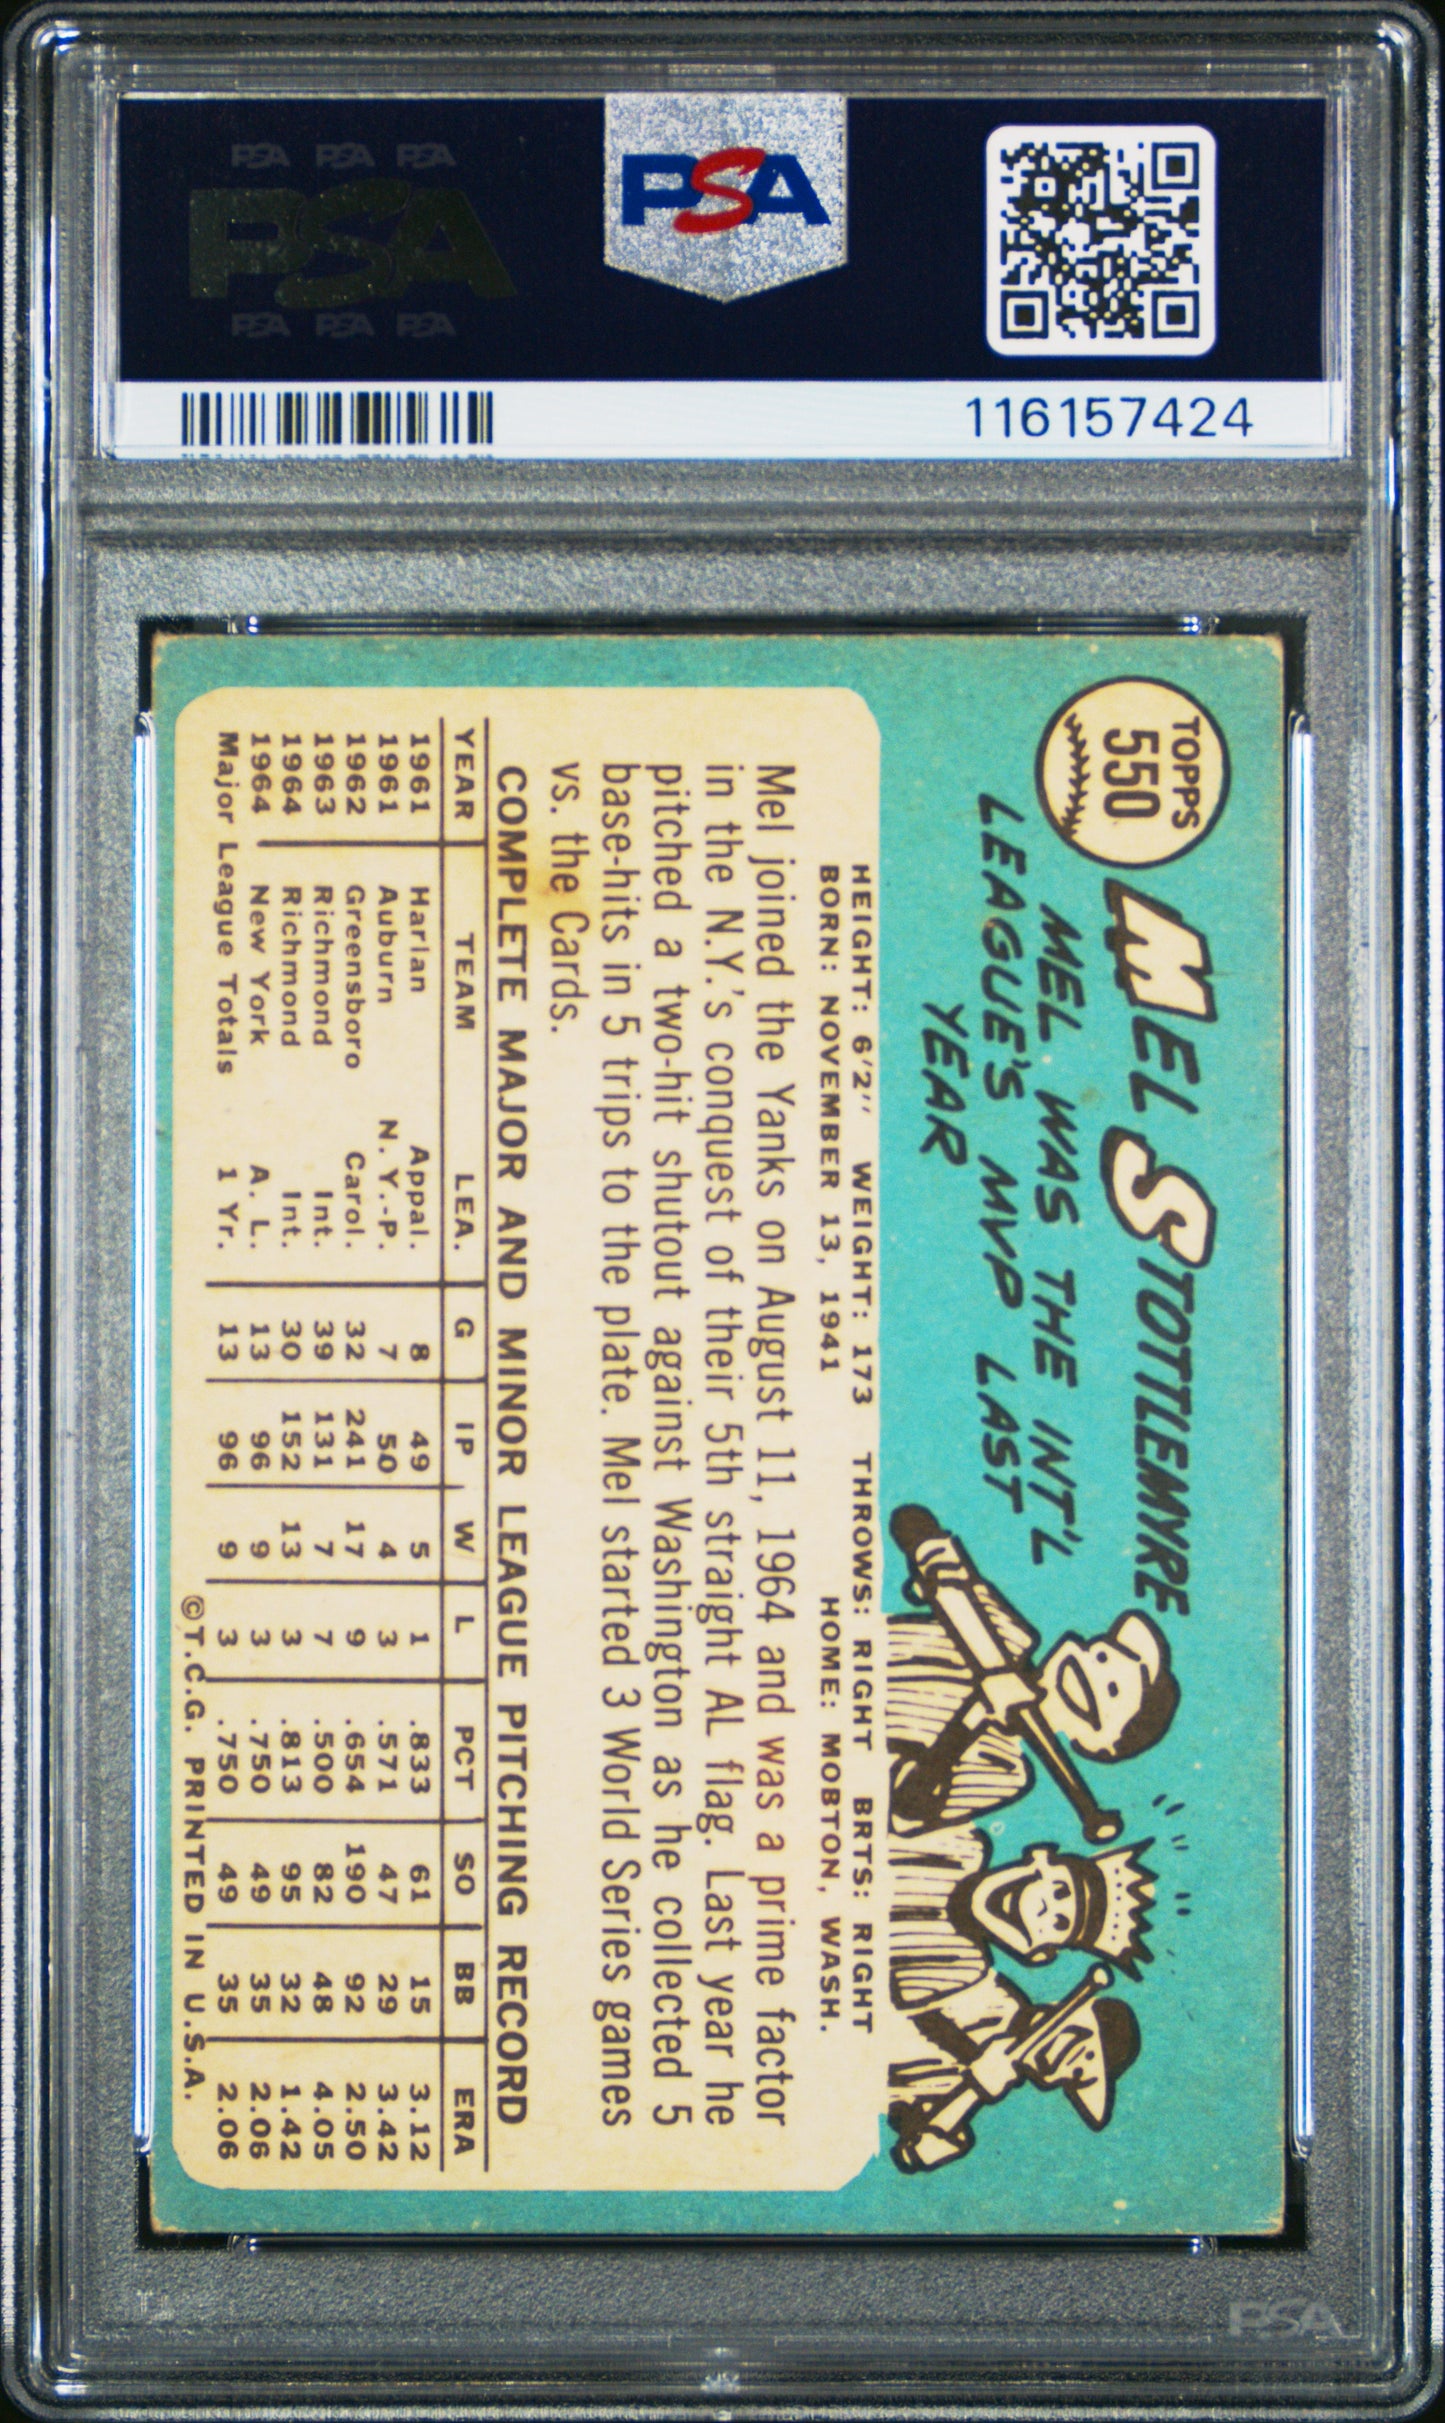 PSA PSA PSA
PSA
PSA PSA PSA
PSA
116157424
TOPPS
550
MEL STOTTLEMYRE
MEL WAS THE INT'L
LEAGUE'S MVP LAST
YEAR
HEIGHT: 6'2" WEIGHT: 173 THROWS: RIGHT BRTS: RIGHT
BORN: NOVEMBER 13, 1941 HOME: MOBTON, WASH.
Mel joined the Yanks on August 11, 1964 and was a prime factor
in the N.Y.'s conquest of their 5th straight AL flag. Last year he
pitched a two-hit shutout against Washington as he collected 5
base-hits in 5 trips to the plate. Mel started 3 World Series games
vs. the Cards.
COMPLETE MAJOR AND MINOR LEAGUE PITCHING RECORD
YEAR TEAM LEA. G IP W L PCT SO BB ERA
1961 Harlan Appal. 8 49 5 1 .833 61 15 3.12
1961 Auburn N.Y.-P. 7 50 4 3 .571 47 29 3.42
1962 Greensboro Carol. 32 241 17 9 .654 190 92 2.50
1963 Richmond Int. 39 131 7 7 .500 82 48 4.05
1964 Richmond Int. 30 152 13 3 .813 95 32 1.42
1964 New York A. L. 13 96 9 3 .750 49 35 2.06
Major League Totals 1 Yr. 13 96 9 3 .750 49 35 2.06
©T.C.G. PRINTED IN U.S.A.
PSA